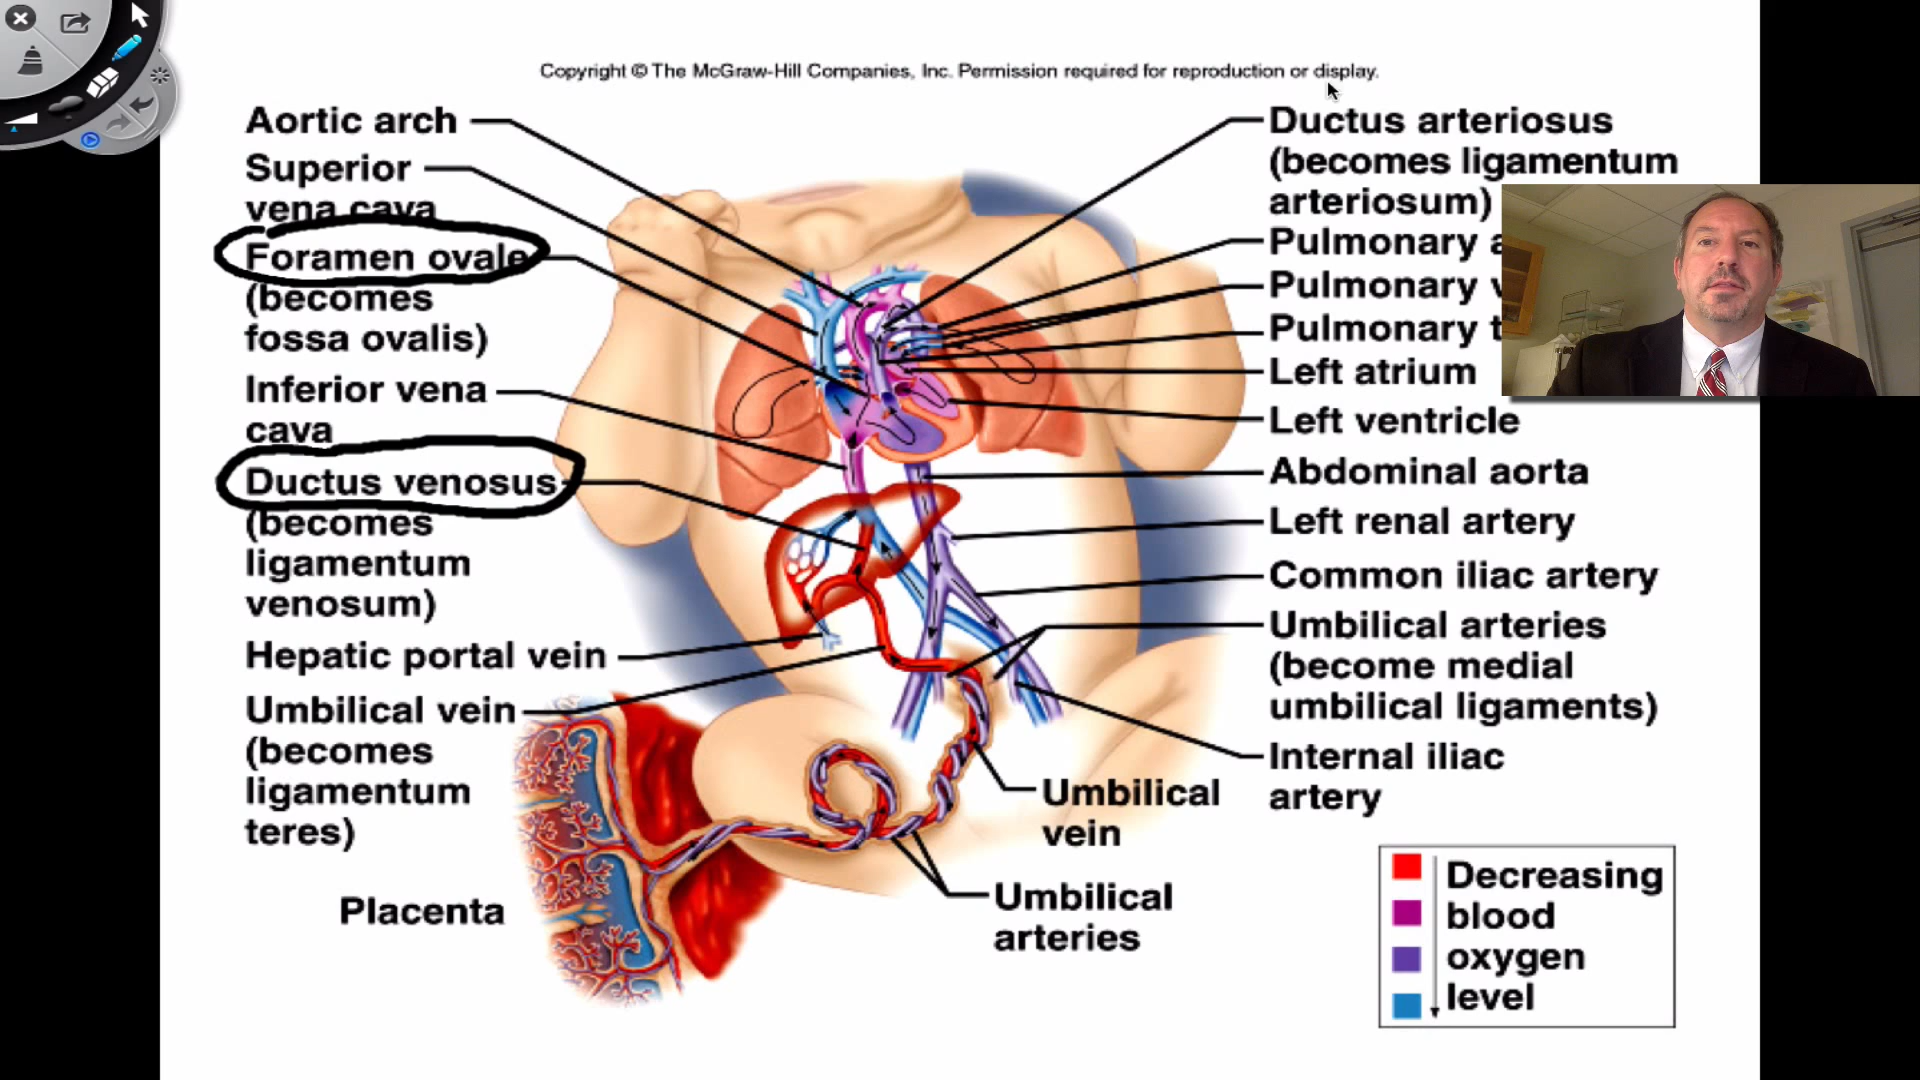 Copyright © The McGraw-Hill Companies, Inc. Permission required for reproduction or display.
Aortic arch
Superior
vena cava
Foramen ovale
(becomes
fossa ovalis)
Inferior vena
cava
Ductus venosus
(becomes
ligamentum
venosum)
Hepatic portal vein
Umbilical vein
(becomes
ligamentum
teres)
Placenta
Ductus arteriosus
(becomes ligamentum
arteriosum)
Pulmonary
Pulmonary
Pulmonary
Left atrium
Left ventricle
Abdominal aorta
Left renal artery
Common iliac artery
Umbilical arteries
(become medial
umbilical ligaments)
Internal iliac
artery
Umbilical
vein
Umbilical
arteries
Decreasing
blood
oxygen
level